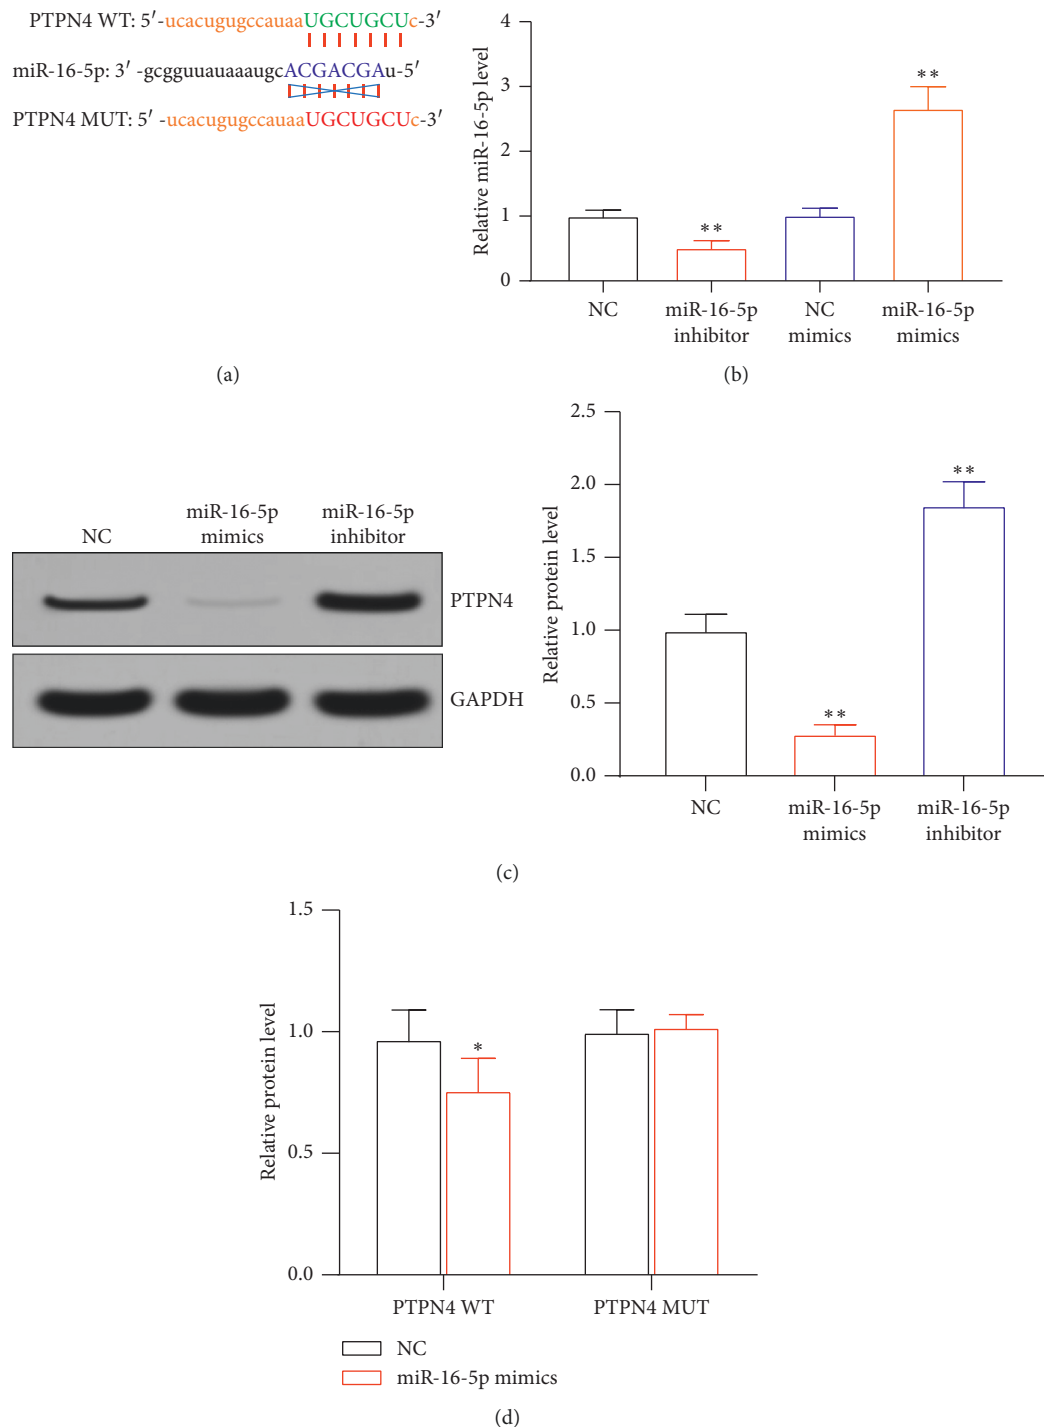 PTPN4 WT: 5′-ucacugugccauaaUGCUGCUc-3′
miR-16-5p: 3′ -gcgguuauaaaugcACGACGAu-5′
PTPN4 MUT: 5′ -ucacugugccauaaUGCUGCUc-3′
(a)
Relative miR-16-5p level
4
3
2
1
0
**
**
NC
miR-16-5p
inhibitor
NC
mimics
miR-16-5p
mimics
(b)
NC
miR-16-5p
mimics
miR-16-5p
inhibitor
PTPN4
GAPDH
Relative protein level
2.5
2.0
1.5
1.0
0.5
0.0
**
**
NC
miR-16-5p
mimics
miR-16-5p
inhibitor
(c)
Relative protein level
1.5
1.0
0.5
0.0
*
PTPN4 WT
PTPN4 MUT
NC
miR-16-5p mimics
(d)